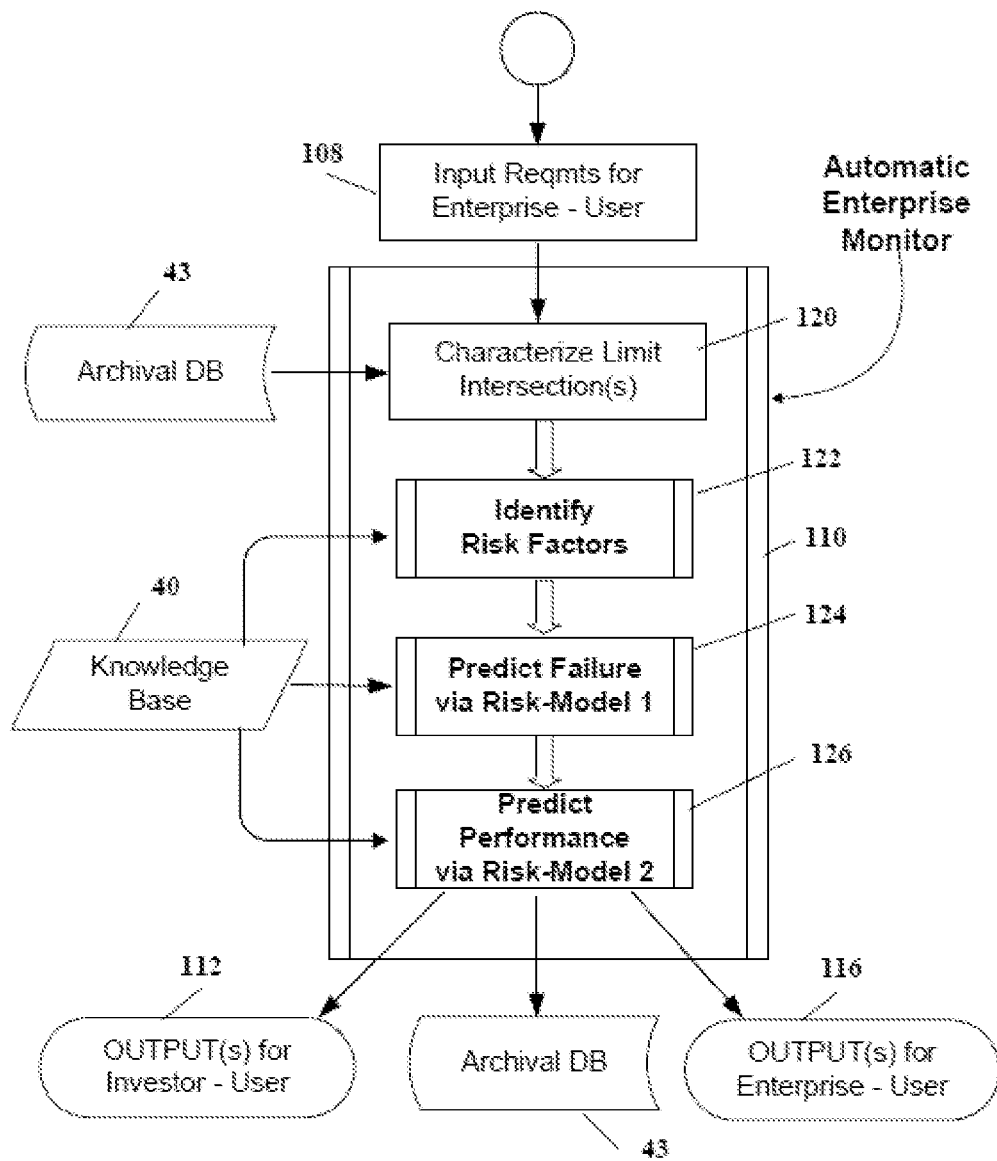 108
Input Reqmts for
Enterprise - User
Automatic
Enterprise
Monitor
43
Archival DB
120
Characterize Limit
Intersection(s)
122
Identify
Risk Factors
110
40
Knowledge
Base
124
Predict Failure
via Risk-Model 1
126
Predict
Performance
via Risk-Model 2
112
OUTPUT(s) for
Investor - User
Archival DB
43
116
OUTPUT(s) for
Enterprise - User